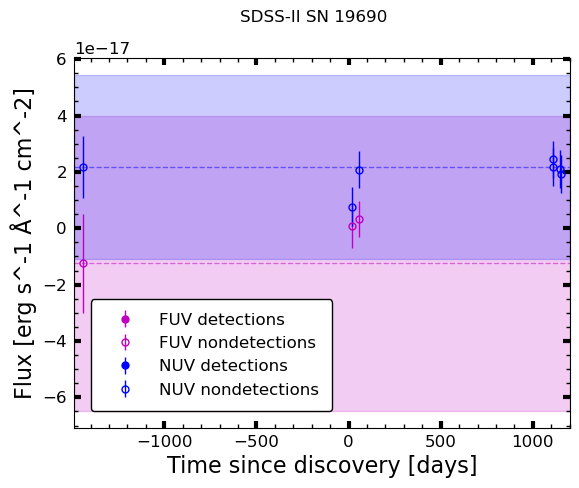 SDSS-II SN 19690
1e−17
6
4
2
0
−2
−4
−6
Flux [erg s^-1 Å^-1 cm^-2]
FUV detections
FUV nondetections
NUV detections
NUV nondetections
−1000 −500 0 500 1000
Time since discovery [days]